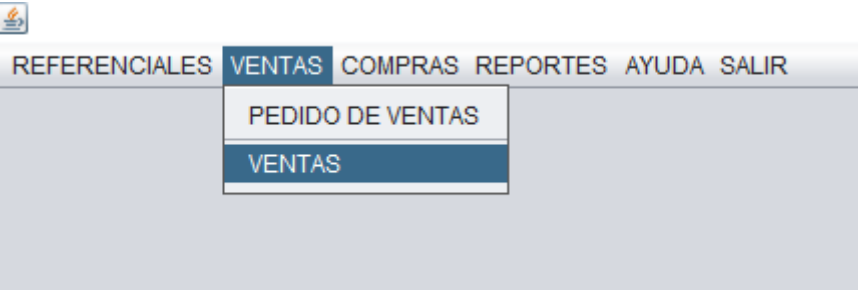 REFERENCIALES VENTAS COMPRAS REPORTES AYUDA SALIR
PEDIDO DE VENTAS
VENTAS